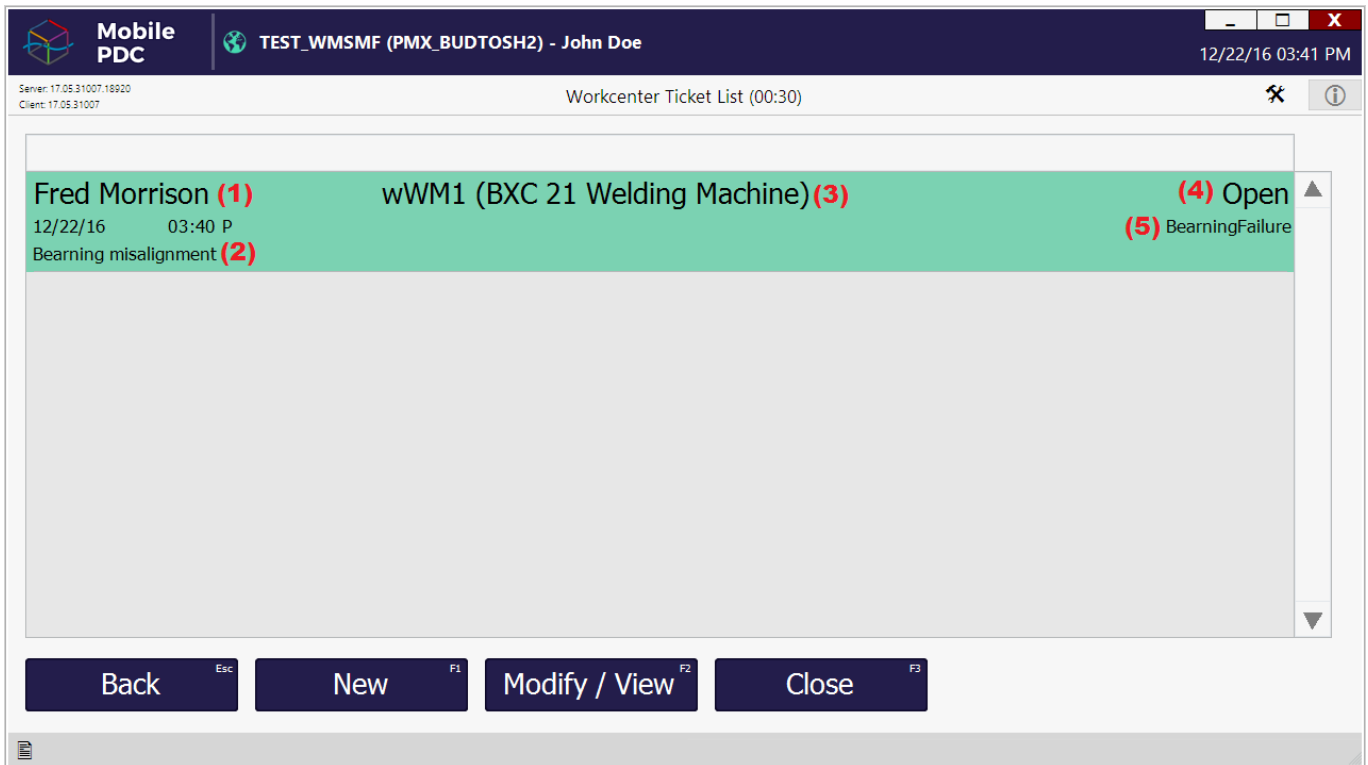 Mobile
PDC
TEST_WMSMF (PMX_BUDTOSH2) - John Doe
X
12/22/16 03:41 PM
Server: 17.05.31007.18920
Client: 17.05.31007
Workcenter Ticket List (00:30)
Fred Morrison (1) wWM1 (BXC 21 Welding Machine) (3) (4) Open
12/22/16 03:40 P (5) BearningFailure
Bearning misalignment (2)
Back Esc New F1 Modify / View F2 Close F3